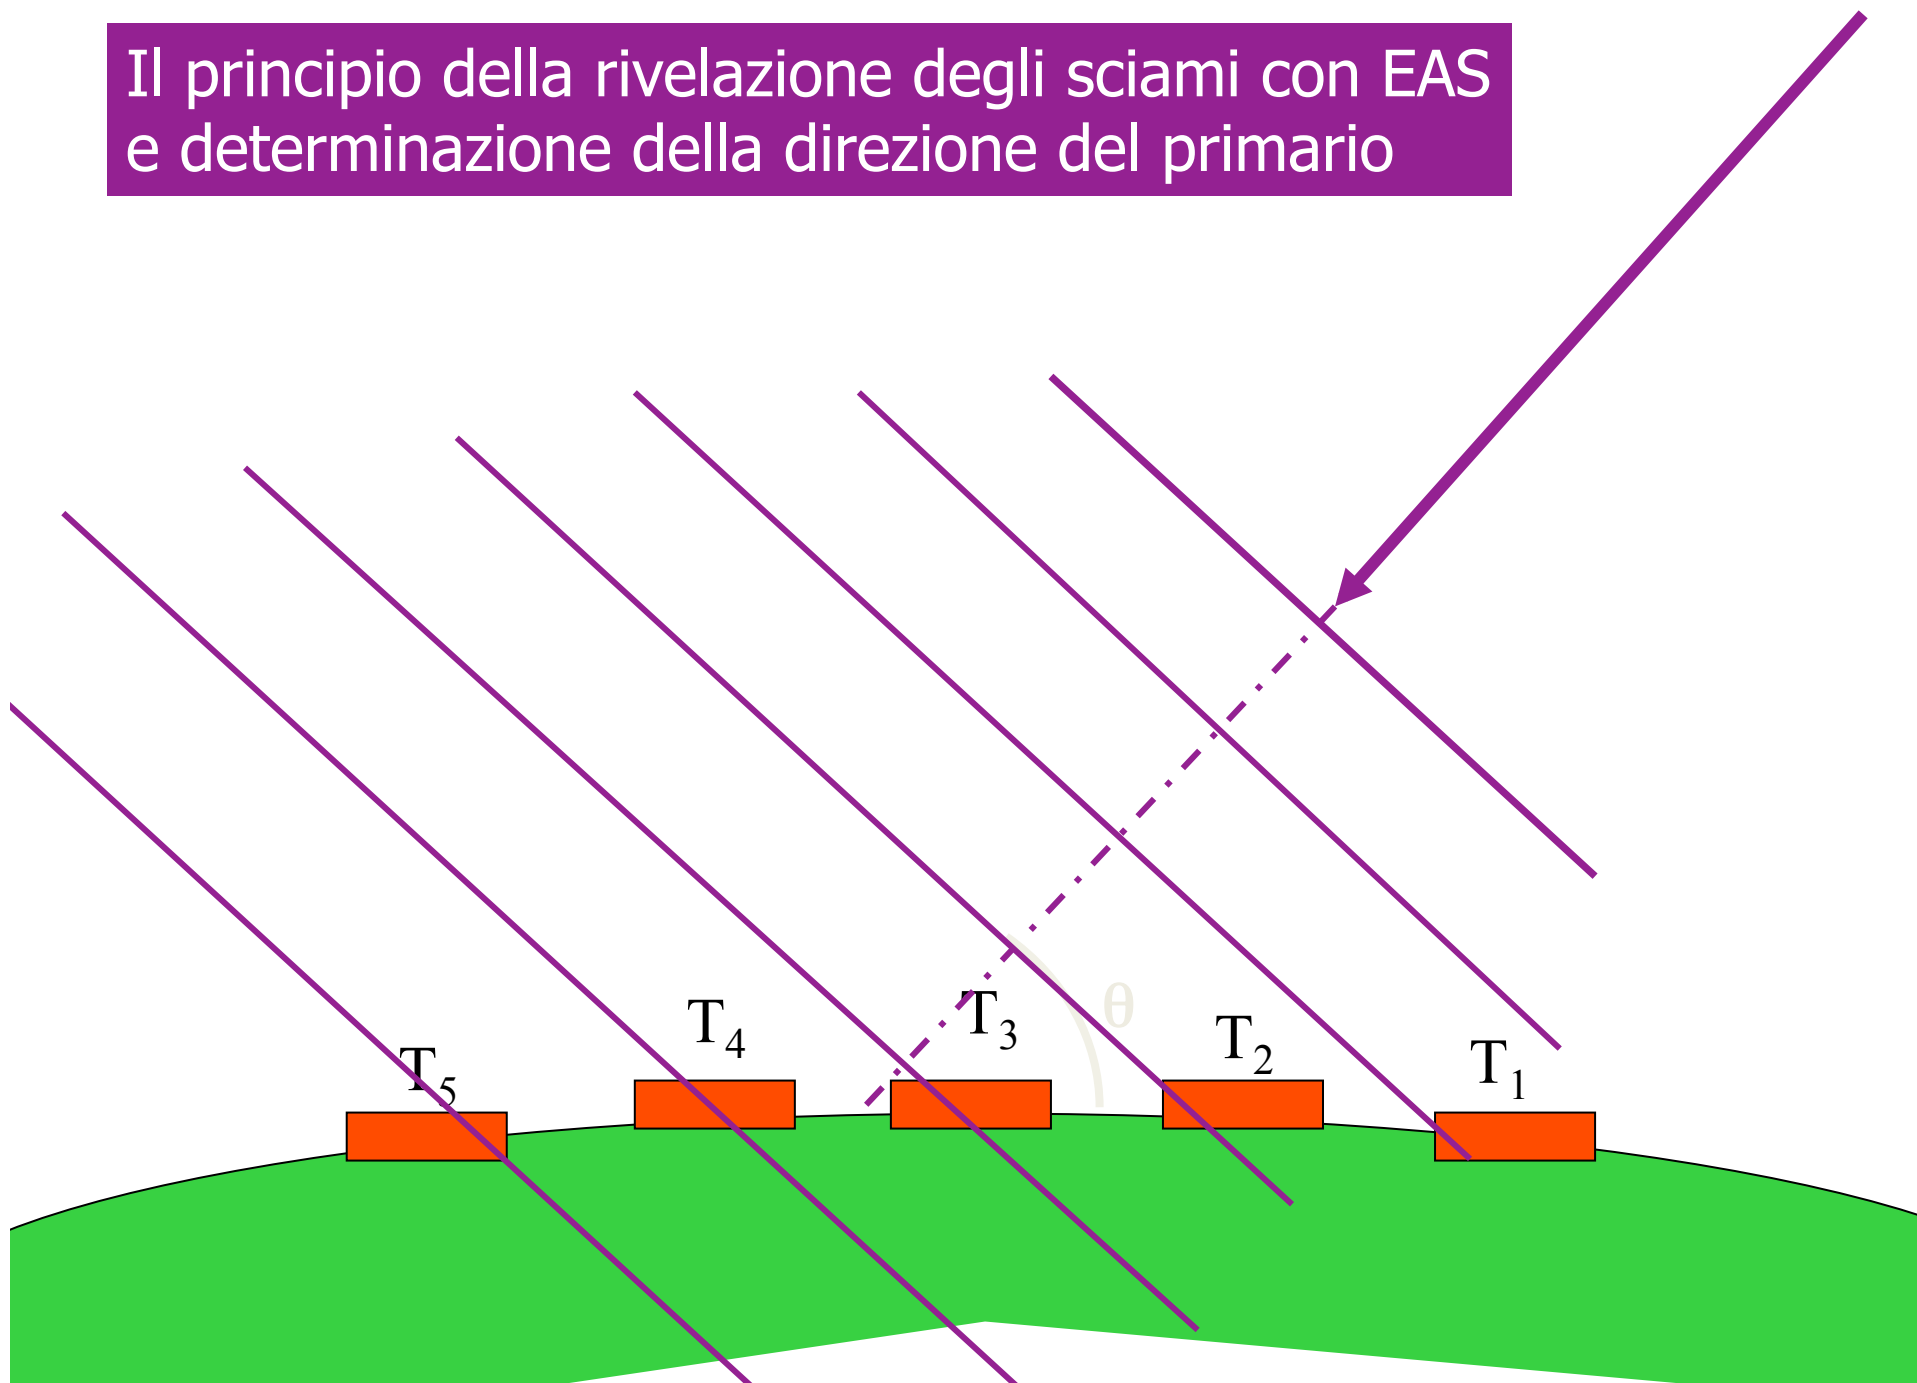 Il principio della rivelazione degli sciami con EAS
e determinazione della direzione del primario
θ
T₃
T₄
T₂
T₁
T₅